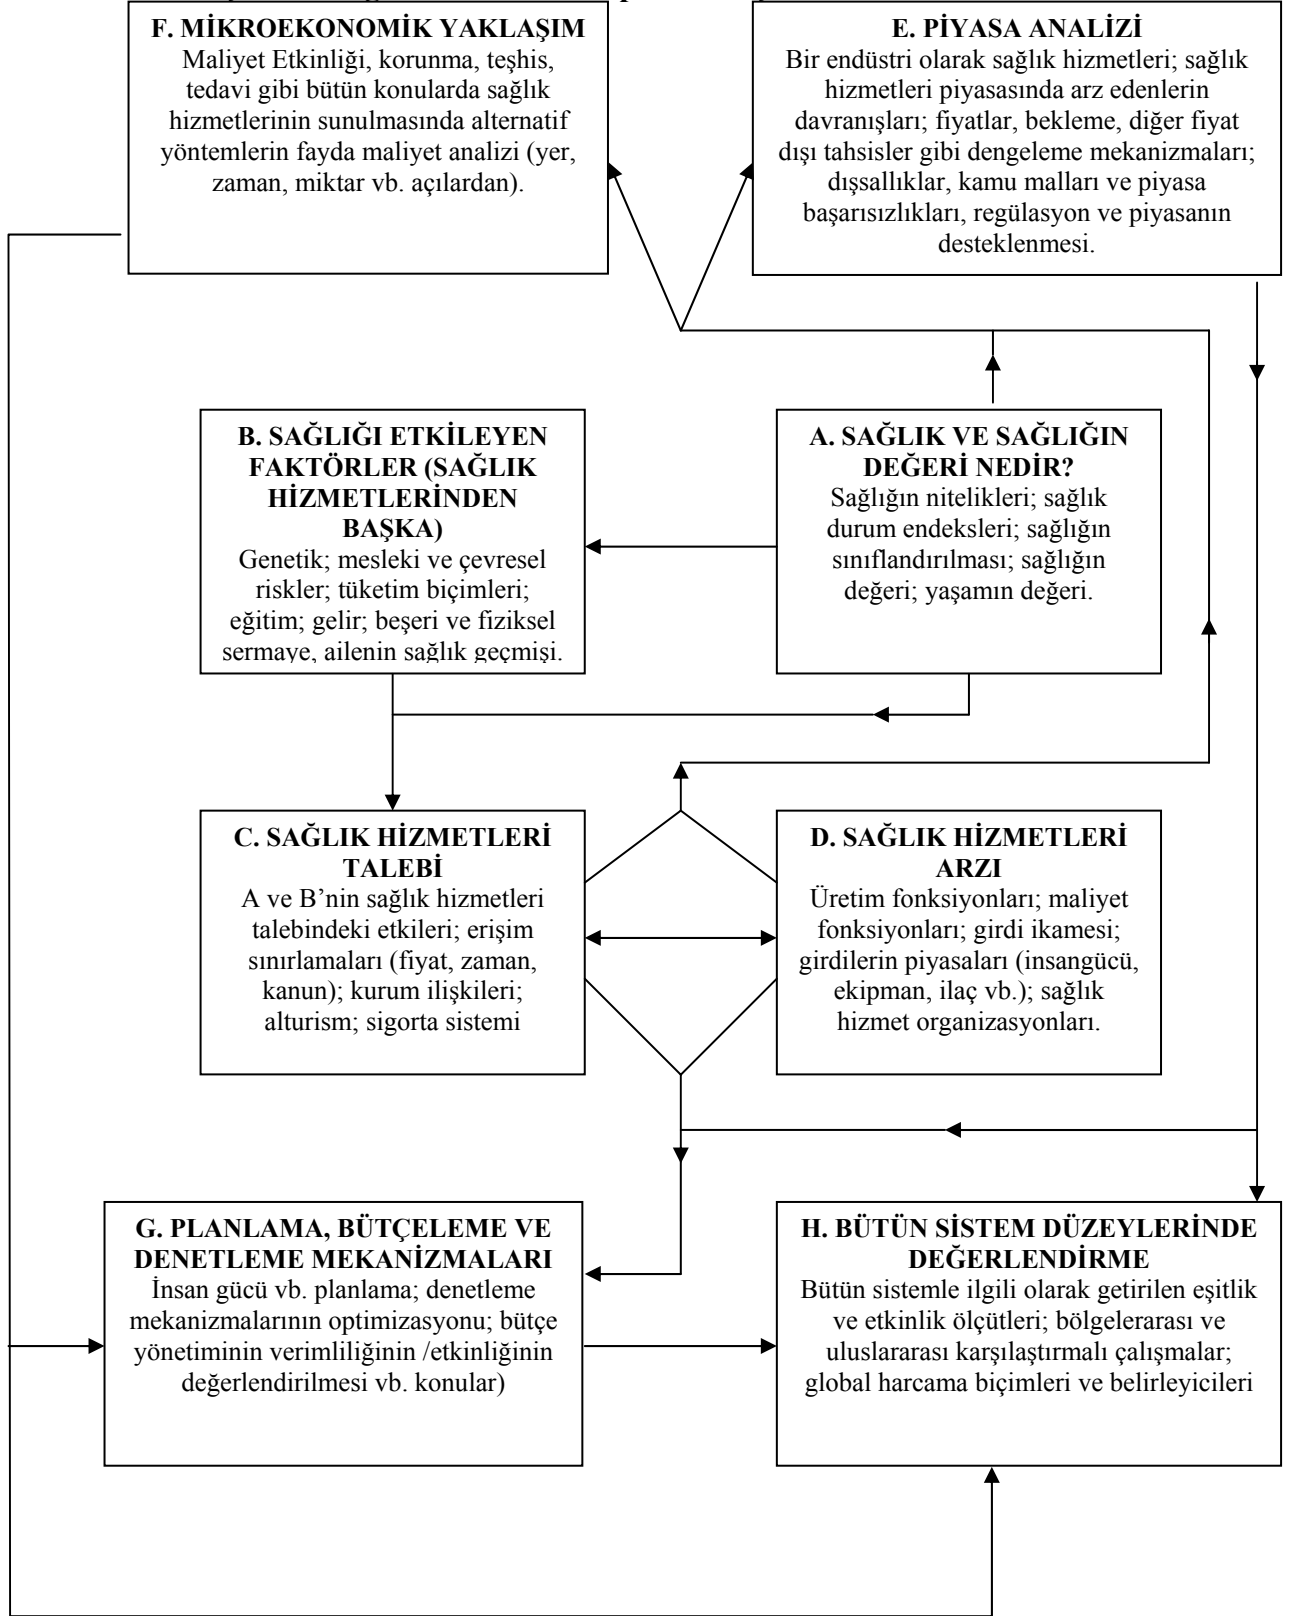 F. MİKROEKONOMİK YAKLAŞIM
Maliyet Etkinliği, korunma, teşhis,
tedavi gibi bütün konularda sağlık
hizmetlerinin sunulmasında alternatif
yöntemlerin fayda maliyet analizi (yer,
zaman, miktar vb. açılardan).
E. PİYASA ANALİZİ
Bir endüstri olarak sağlık hizmetleri; sağlık
hizmetleri piyasasında arz edenlerin
davranışları; fiyatlar, bekleme, diğer fiyat
dışı tahsisler gibi dengeleme mekanizmaları;
dışsallıklar, kamu malları ve piyasa
başarısızlıkları, regülasyon ve piyasanın
desteklenmesi.
B. SAĞLIĞI ETKİLEYEN
FAKTÖRLER (SAĞLIK
HİZMETLERİNDEN
BAŞKA)
Genetik; mesleki ve çevresel
riskler; tüketim biçimleri;
eğitim; gelir; beşeri ve fiziksel
sermaye, ailenin sağlık geçmişi.
A. SAĞLIK VE SAĞLIĞIN
DEĞERİ NEDİR?
Sağlığın nitelikleri; sağlık
durum endeksleri; sağlığın
sınıflandırılması; sağlığın
değeri; yaşamın değeri.
C. SAĞLIK HİZMETLERİ
TALEBİ
A ve B’nin sağlık hizmetleri
talebindeki etkileri; erişim
sınırlamaları (fiyat, zaman,
kanun); kurum ilişkileri;
alturism; sigorta sistemi
D. SAĞLIK HİZMETLERİ
ARZI
Üretim fonksiyonları; maliyet
fonksiyonları; girdi ikamesi;
girdilerin piyasaları (insangücü,
ekipman, ilaç vb.); sağlık
hizmet organizasyonları.
G. PLANLAMA, BÜTÇELEME VE
DENETLEME MEKANİZMALARI
İnsan gücü vb. planlama; denetleme
mekanizmalarının optimizasyonu; bütçe
yönetiminin verimliliğinin /etkinliğinin
değerlendirilmesi vb. konular)
H. BÜTÜN SİSTEM DÜZEYLERİNDE
DEĞERLENDİRME
Bütün sistemle ilgili olarak getirilen eşitlik
ve etkinlik ölçütleri; bölgelerarası ve
uluslararası karşılaştırmalı çalışmalar;
global harcama biçimleri ve belirleyicileri